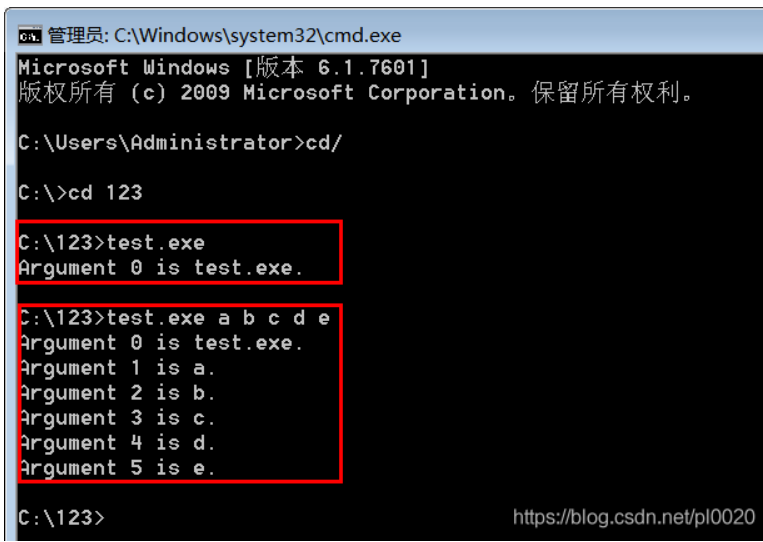 管理员: C:\Windows\system32\cmd.exe
Microsoft Windows [版本 6.1.7601]
版权所有 (c) 2009 Microsoft Corporation。保留所有权利。
C:\Users\Administrator>cd/
C:\>cd 123
C:\123>test.exe
Argument 0 is test.exe.
C:\123>test.exe a b c d e
Argument 0 is test.exe.
Argument 1 is a.
Argument 2 is b.
Argument 3 is c.
Argument 4 is d.
Argument 5 is e.
C:\123>
https://blog.csdn.net/pl0020